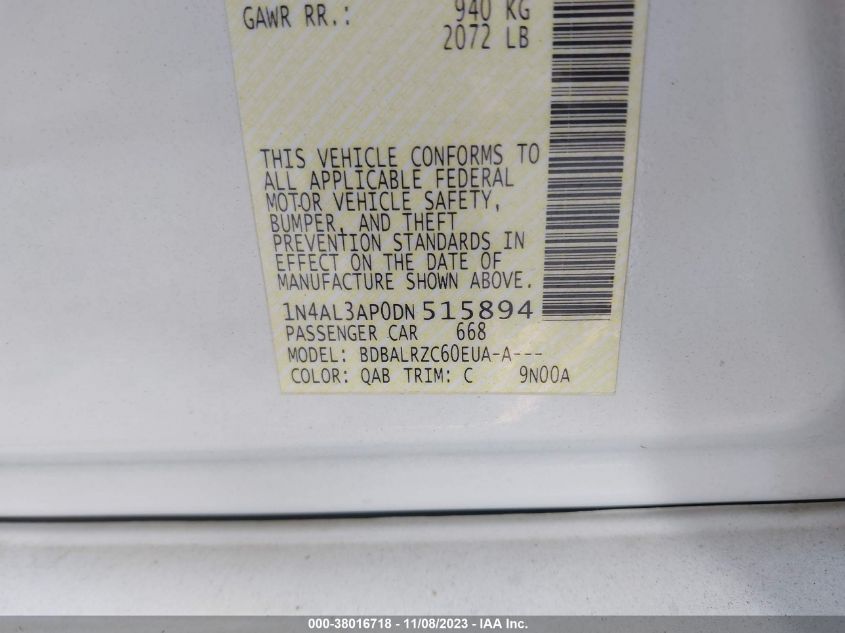 GAWR RR.: 940 KG
2072 LB
THIS VEHICLE CONFORMS TO
ALL APPLICABLE FEDERAL
MOTOR VEHICLE SAFETY,
BUMPER, AND THEFT
PREVENTION STANDARDS IN
EFFECT ON THE DATE OF
MANUFACTURE SHOWN ABOVE.
1N4AL3AP0DN 515894
PASSENGER CAR 668
MODEL: BDBALRZC60EUA-A---
COLOR: QAB TRIM: C 9N00A
000-38016718 - 11/08/2023 - IAA Inc.